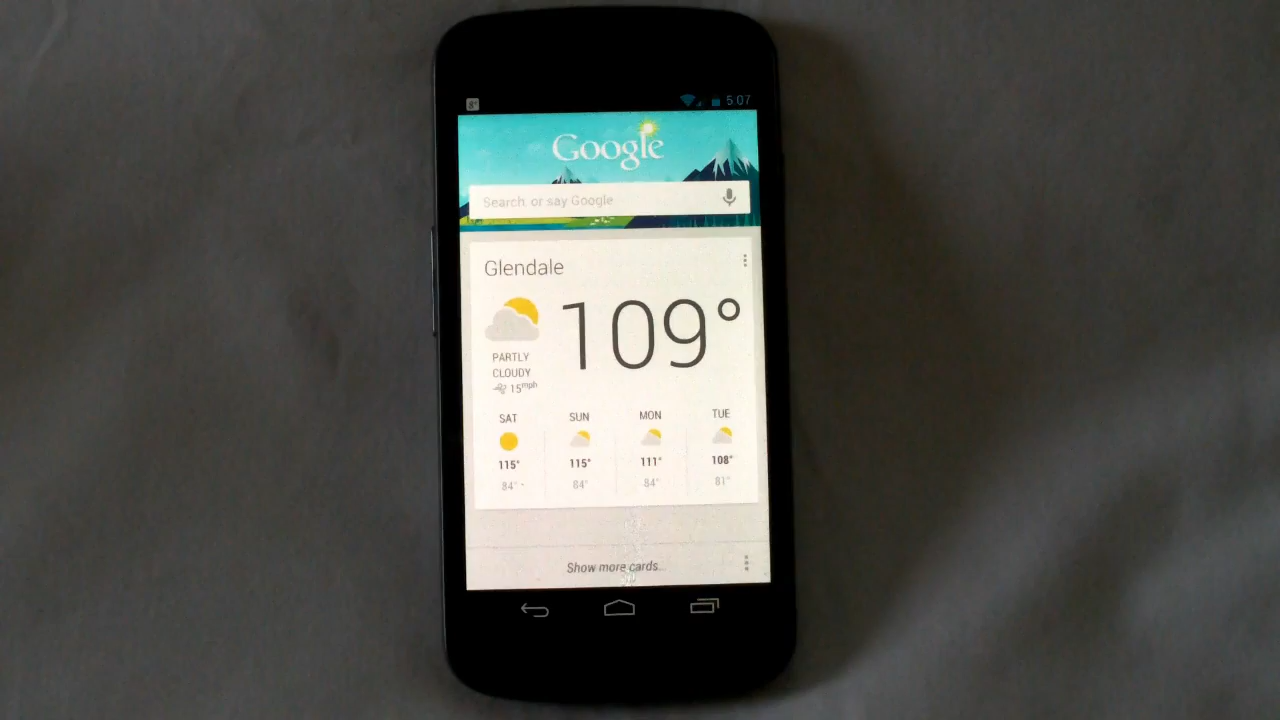 8°
5:07
Google
Search, or say Google
Glendale
109°
PARTLY
CLOUDY
15mph
SAT SUN MON TUE
115° 115° 111° 108°
84° 84° 84° 81°
Show more cards...